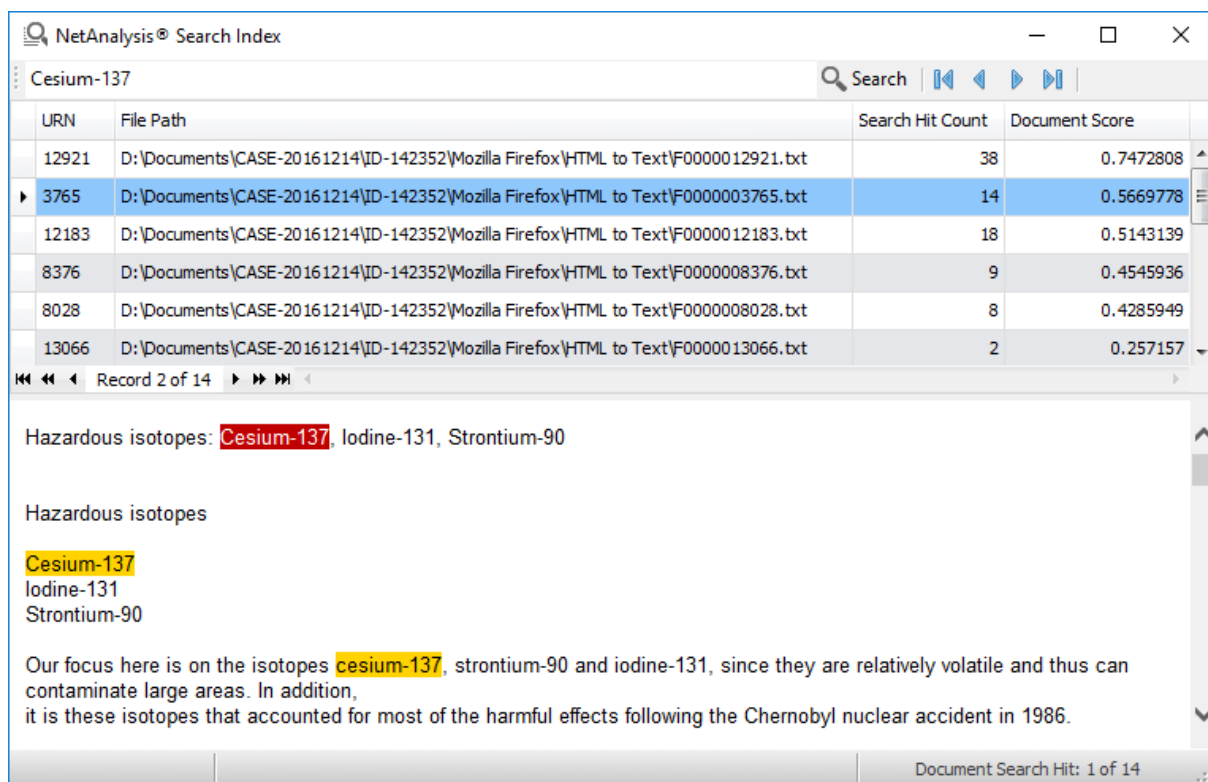 NetAnalysis® Search Index
Cesium-137 Search
URN File Path Search Hit Count Document Score
12921 D:\Documents\CASE-20161214\ID-142352\Mozilla Firefox\HTML to Text\F0000012921.txt 38 0.7472808
3765 D:\Documents\CASE-20161214\ID-142352\Mozilla Firefox\HTML to Text\F0000003765.txt 14 0.5669778
12183 D:\Documents\CASE-20161214\ID-142352\Mozilla Firefox\HTML to Text\F0000012183.txt 18 0.5143139
8376 D:\Documents\CASE-20161214\ID-142352\Mozilla Firefox\HTML to Text\F0000008376.txt 9 0.4545936
8028 D:\Documents\CASE-20161214\ID-142352\Mozilla Firefox\HTML to Text\F0000008028.txt 8 0.4285949
13066 D:\Documents\CASE-20161214\ID-142352\Mozilla Firefox\HTML to Text\F0000013066.txt 2 0.257157
Record 2 of 14
Hazardous isotopes: Cesium-137, Iodine-131, Strontium-90
Hazardous isotopes
Cesium-137
Iodine-131
Strontium-90
Our focus here is on the isotopes cesium-137, strontium-90 and iodine-131, since they are relatively volatile and thus can
contaminate large areas. In addition,
it is these isotopes that accounted for most of the harmful effects following the Chernobyl nuclear accident in 1986.
Document Search Hit: 1 of 14